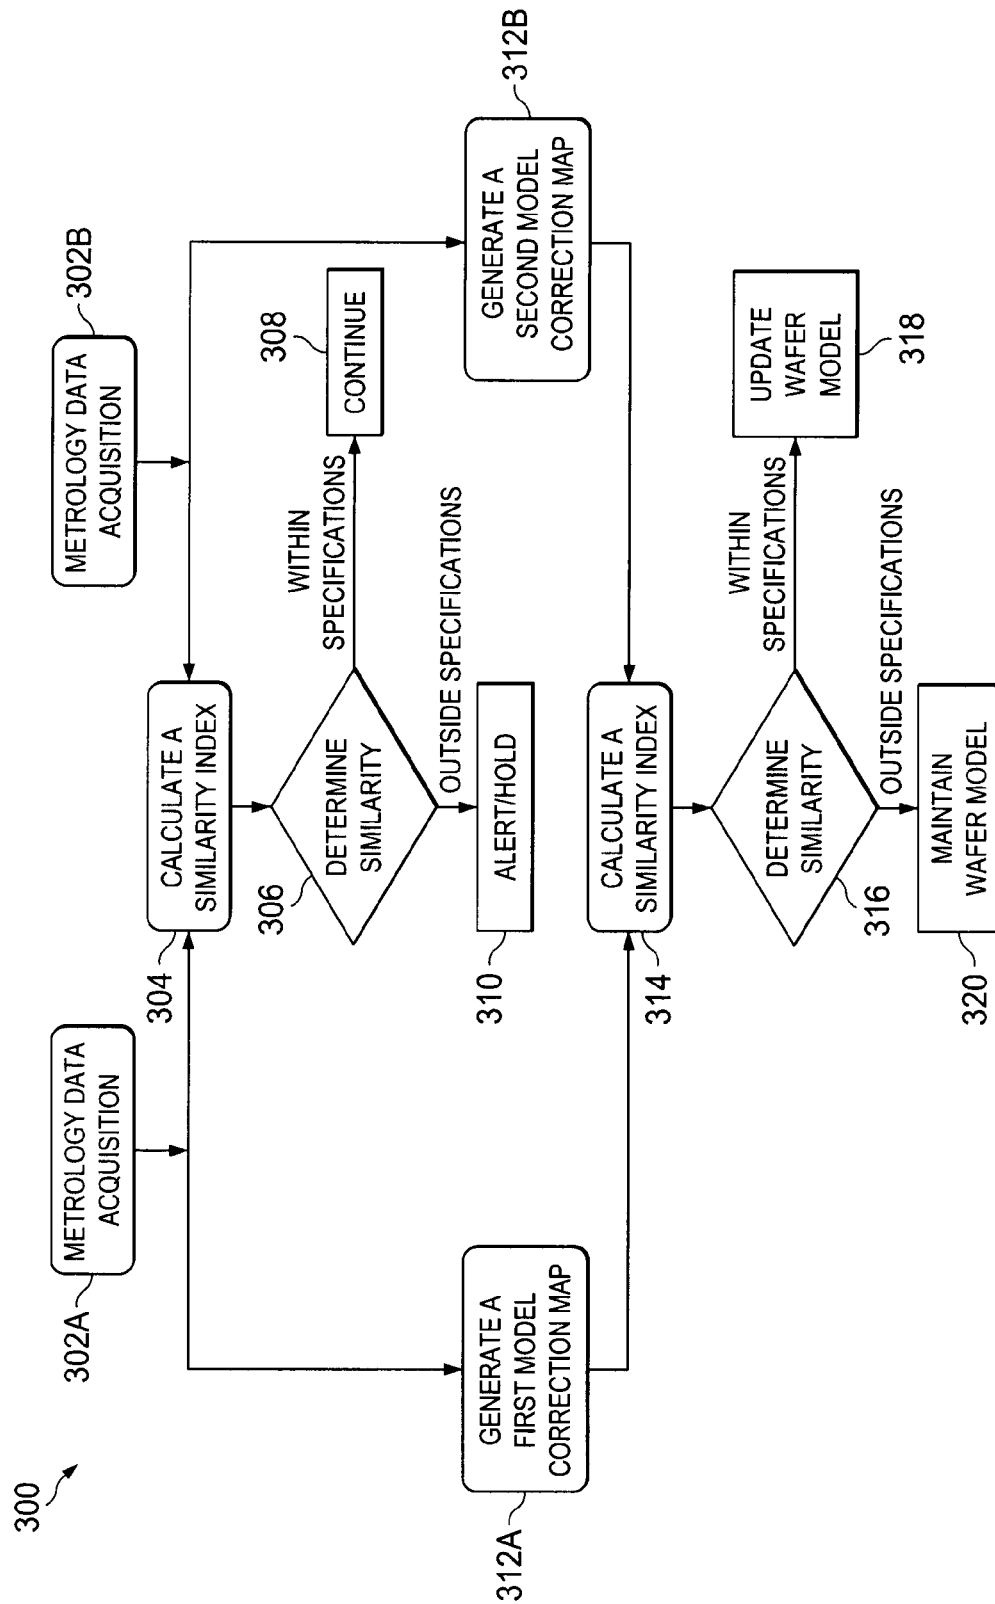 300
302A
METROLOGY DATA
ACQUISITION
302B
METROLOGY DATA
ACQUISITION
304
CALCULATE A
SIMILARITY INDEX
306
DETERMINE
SIMILARITY
WITHIN
SPECIFICATIONS
308
CONTINUE
OUTSIDE SPECIFICATIONS
310
ALERT/HOLD
312A
GENERATE A
FIRST MODEL
CORRECTION MAP
312B
GENERATE A
SECOND MODEL
CORRECTION MAP
314
CALCULATE A
SIMILARITY INDEX
316
DETERMINE
SIMILARITY
WITHIN
SPECIFICATIONS
UPDATE
WAFER
MODEL
318
OUTSIDE SPECIFICATIONS
320
MAINTAIN
WAFER MODEL